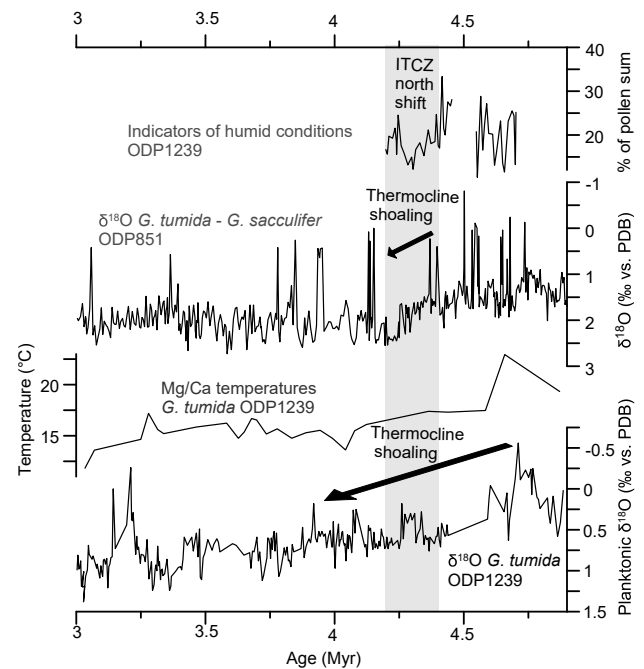 3 3.5 4 4.5
40
30
20
% of pollen sum
ITCZ
north
shift
Indicators of humid conditions
ODP1239
-1
0
1
2
3
δ¹⁸O (‰ vs. PDB)
Thermocline
shoaling
δ¹⁸O G. tumida - G. sacculifer
ODP851
Temperature (°C)
20
15
Mg/Ca temperatures
G. tumida ODP1239
Thermocline
shoaling
-0.5
0
0.5
1
1.5
Planktonic δ¹⁸O (‰ vs. PDB)
δ¹⁸O G. tumida
ODP1239
3 3.5 4 4.5
Age (Myr)